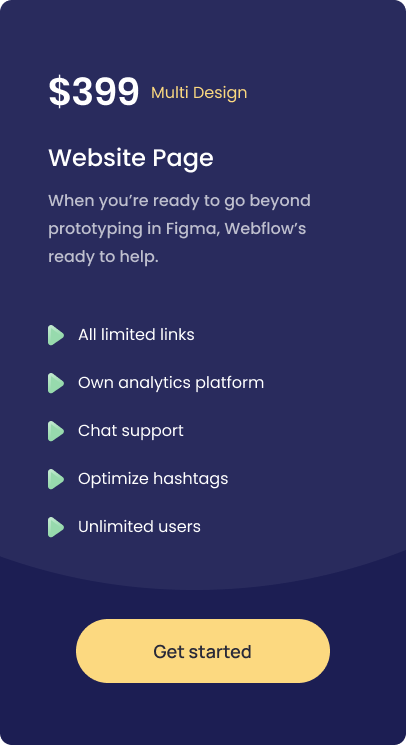 $399 Multi Design
Website Page
When you’re ready to go beyond
prototyping in Figma, Webflow’s
ready to help.
All limited links
Own analytics platform
Chat support
Optimize hashtags
Unlimited users
Get started